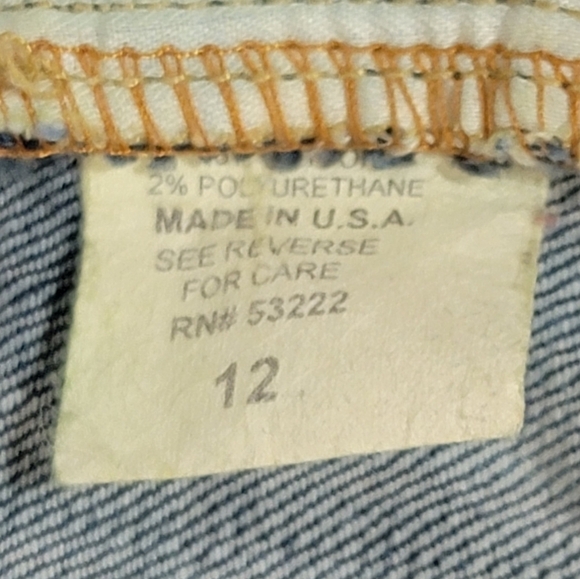 2% POLYURETHANE
MADE IN U.S.A.
SEE REVERSE
FOR CARE
RN# 53222
12